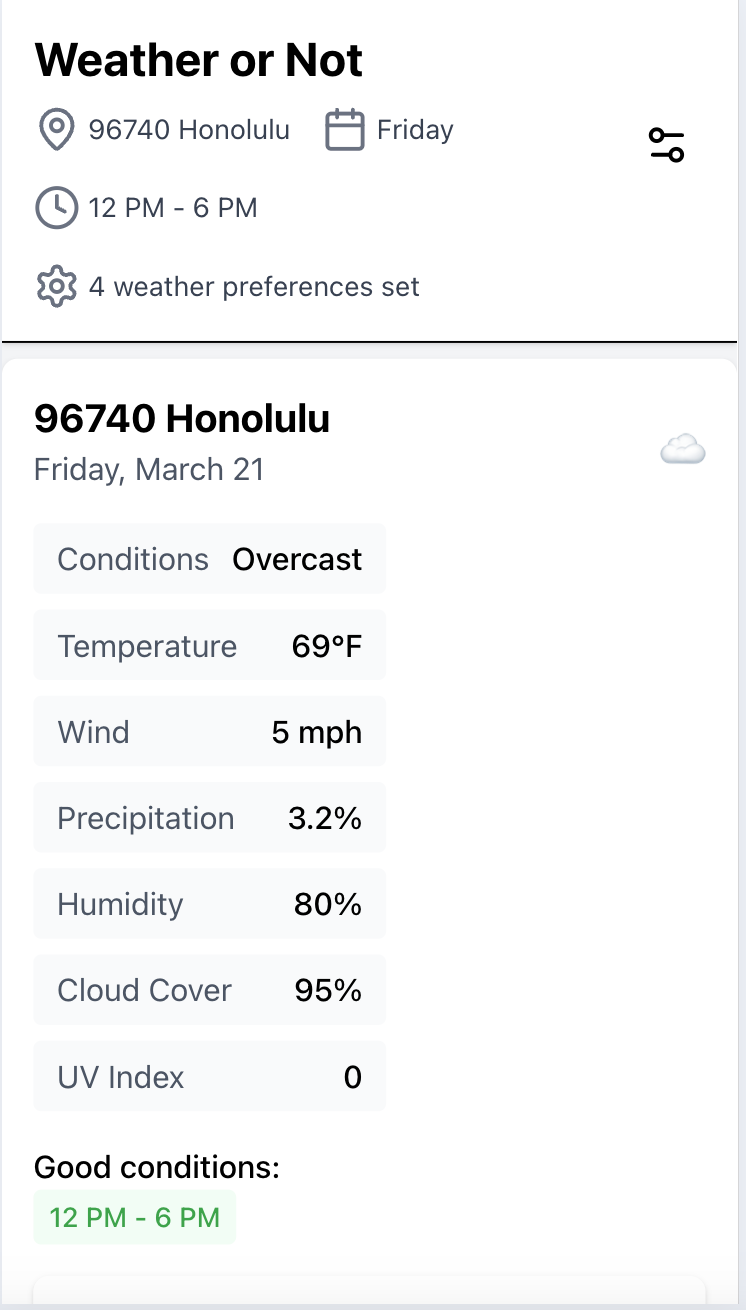 Weather or Not
96740 Honolulu Friday
12 PM - 6 PM
4 weather preferences set
96740 Honolulu
Friday, March 21
Conditions Overcast
Temperature 69°F
Wind 5 mph
Precipitation 3.2%
Humidity 80%
Cloud Cover 95%
UV Index 0
Good conditions:
12 PM - 6 PM